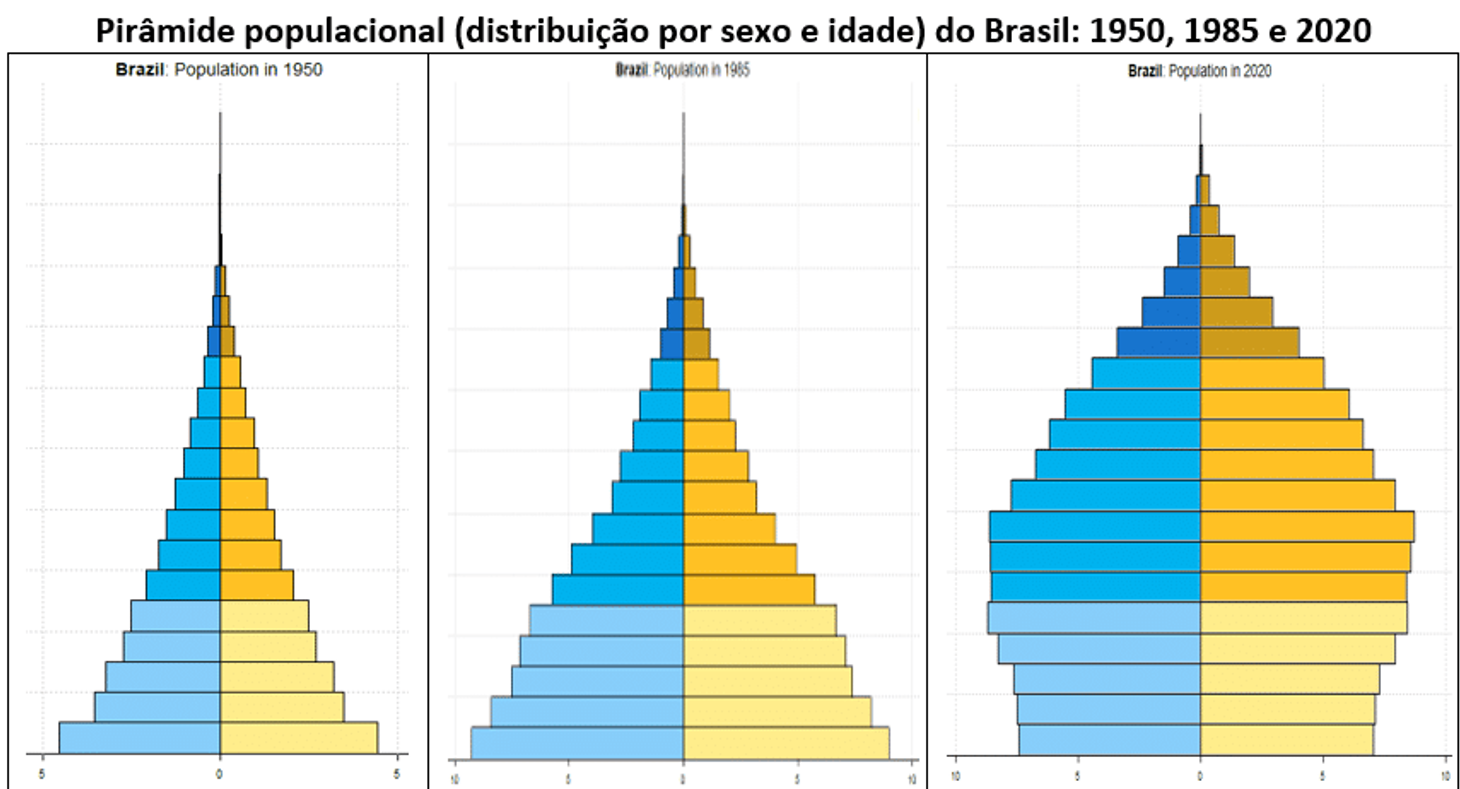 Pirâmide populacional (distribuição por sexo e idade) do Brasil: 1950, 1985 e 2020
Brazil: Population in 1950
Brazil: Population in 1985
Brazil: Population in 2020
5 0 5
10 5 0 5 10
10 5 0 5 10